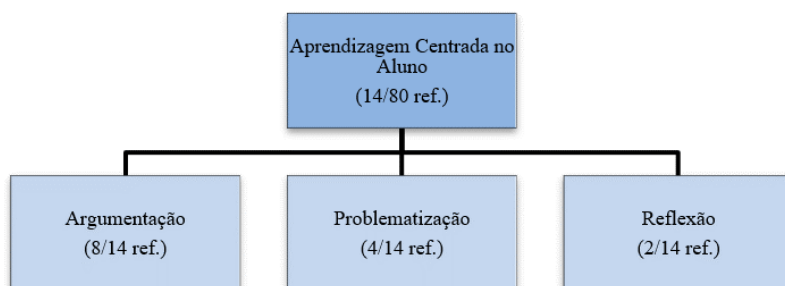 Aprendizagem Centrada no
Aluno
(14/80 ref.)
Argumentação
(8/14 ref.)
Problematização
(4/14 ref.)
Reflexão
(2/14 ref.)